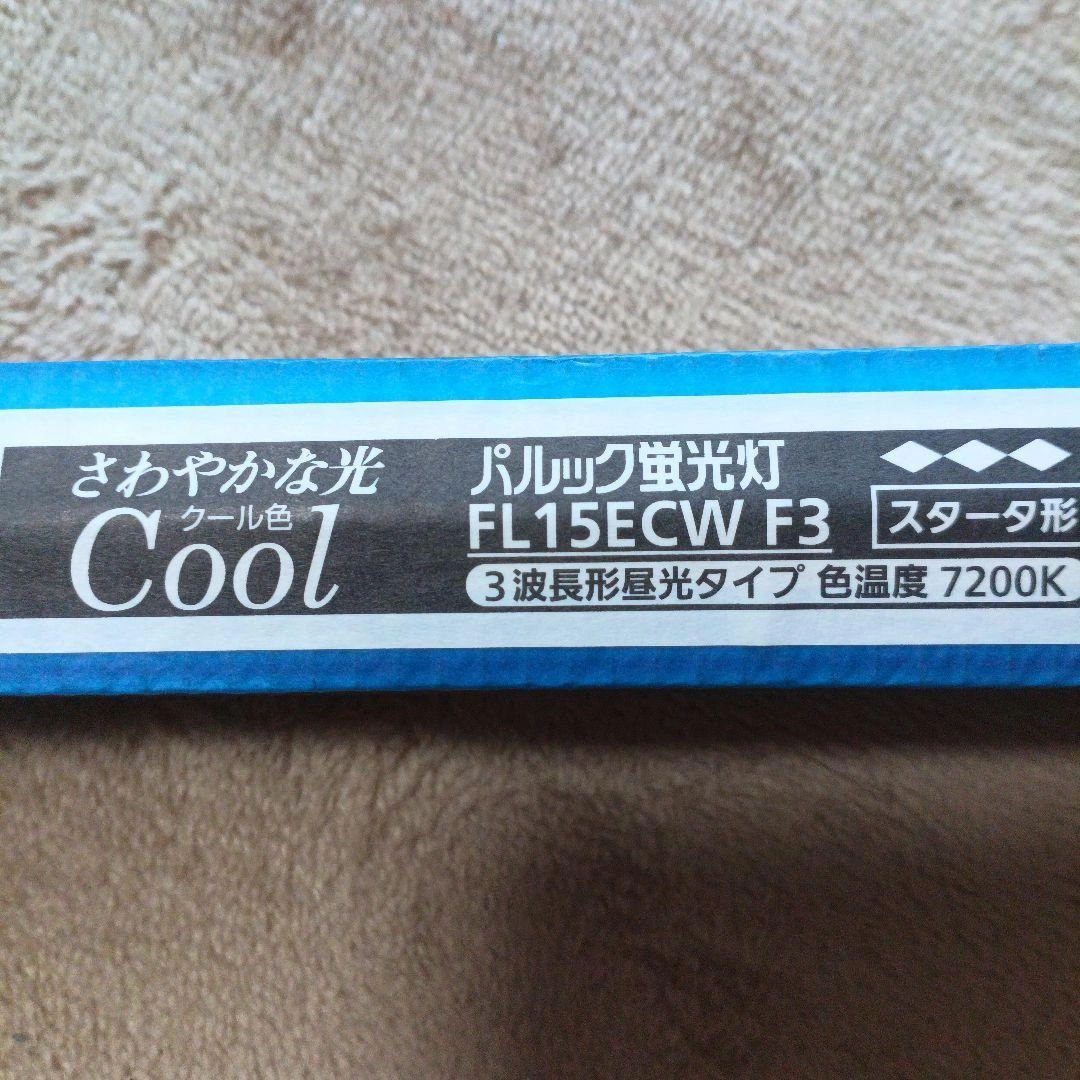 さわやかな光
クール色
Cool
パルック蛍光灯
FL15ECW F3
スタータ形
3波長形昼光タイプ 色温度 7200K